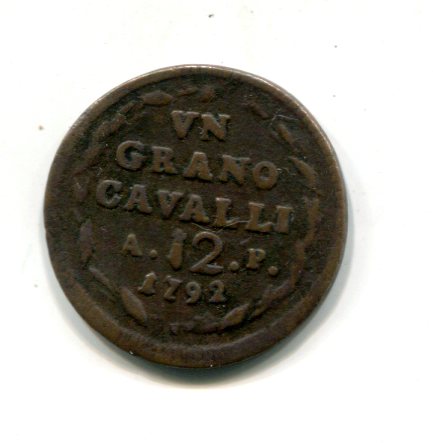 VN
GRANO
CAVALLI
A. 12. P.
1792